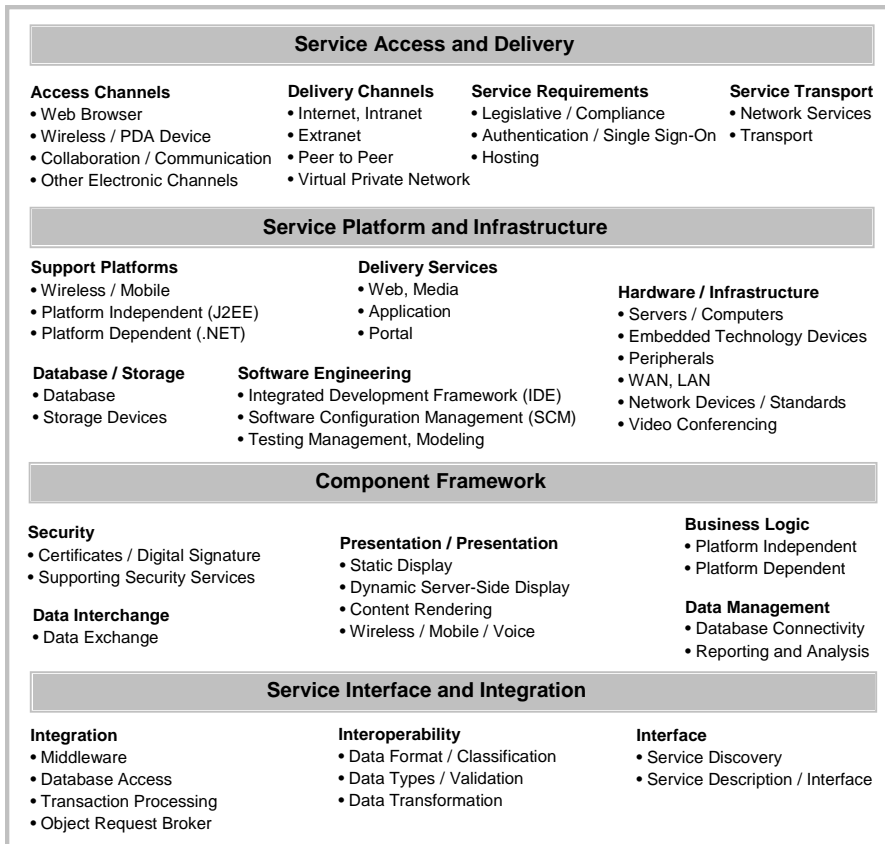 Service Access and Delivery
Access Channels
• Web Browser
• Wireless / PDA Device
• Collaboration / Communication
• Other Electronic Channels
Delivery Channels
• Internet, Intranet
• Extranet
• Peer to Peer
• Virtual Private Network
Service Requirements
• Legislative / Compliance
• Authentication / Single Sign-On
• Hosting
Service Transport
• Network Services
• Transport
Service Platform and Infrastructure
Support Platforms
• Wireless / Mobile
• Platform Independent (J2EE)
• Platform Dependent (.NET)
Delivery Services
• Web, Media
• Application
• Portal
Hardware / Infrastructure
• Servers / Computers
• Embedded Technology Devices
• Peripherals
• WAN, LAN
• Network Devices / Standards
• Video Conferencing
Database / Storage
• Database
• Storage Devices
Software Engineering
• Integrated Development Framework (IDE)
• Software Configuration Management (SCM)
• Testing Management, Modeling
Component Framework
Security
• Certificates / Digital Signature
• Supporting Security Services
Data Interchange
• Data Exchange
Presentation / Presentation
• Static Display
• Dynamic Server-Side Display
• Content Rendering
• Wireless / Mobile / Voice
Business Logic
• Platform Independent
• Platform Dependent
Data Management
• Database Connectivity
• Reporting and Analysis
Service Interface and Integration
Integration
• Middleware
• Database Access
• Transaction Processing
• Object Request Broker
Interoperability
• Data Format / Classification
• Data Types / Validation
• Data Transformation
Interface
• Service Discovery
• Service Description / Interface